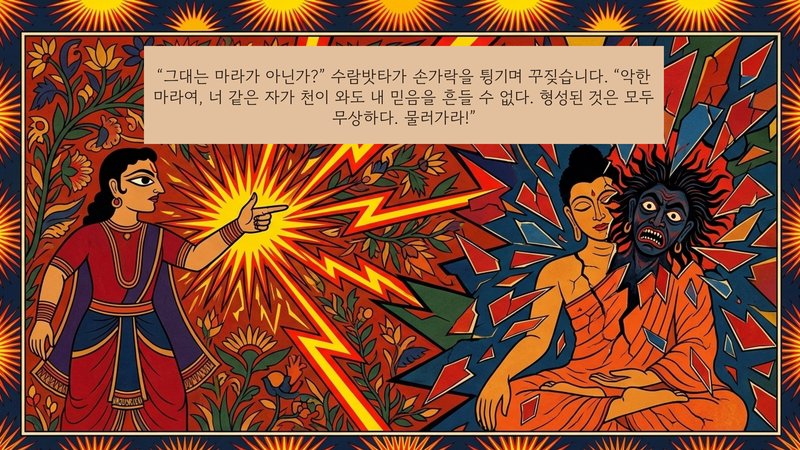 “그대는 마라가 아닌가?” 수람밧타가 손가락을 튕기며 꾸짖습니다. “악한
마라여, 너 같은 자가 천이 와도 내 믿음을 흔들 수 없다. 형성된 것은 모두
무상하다. 물러가라!”